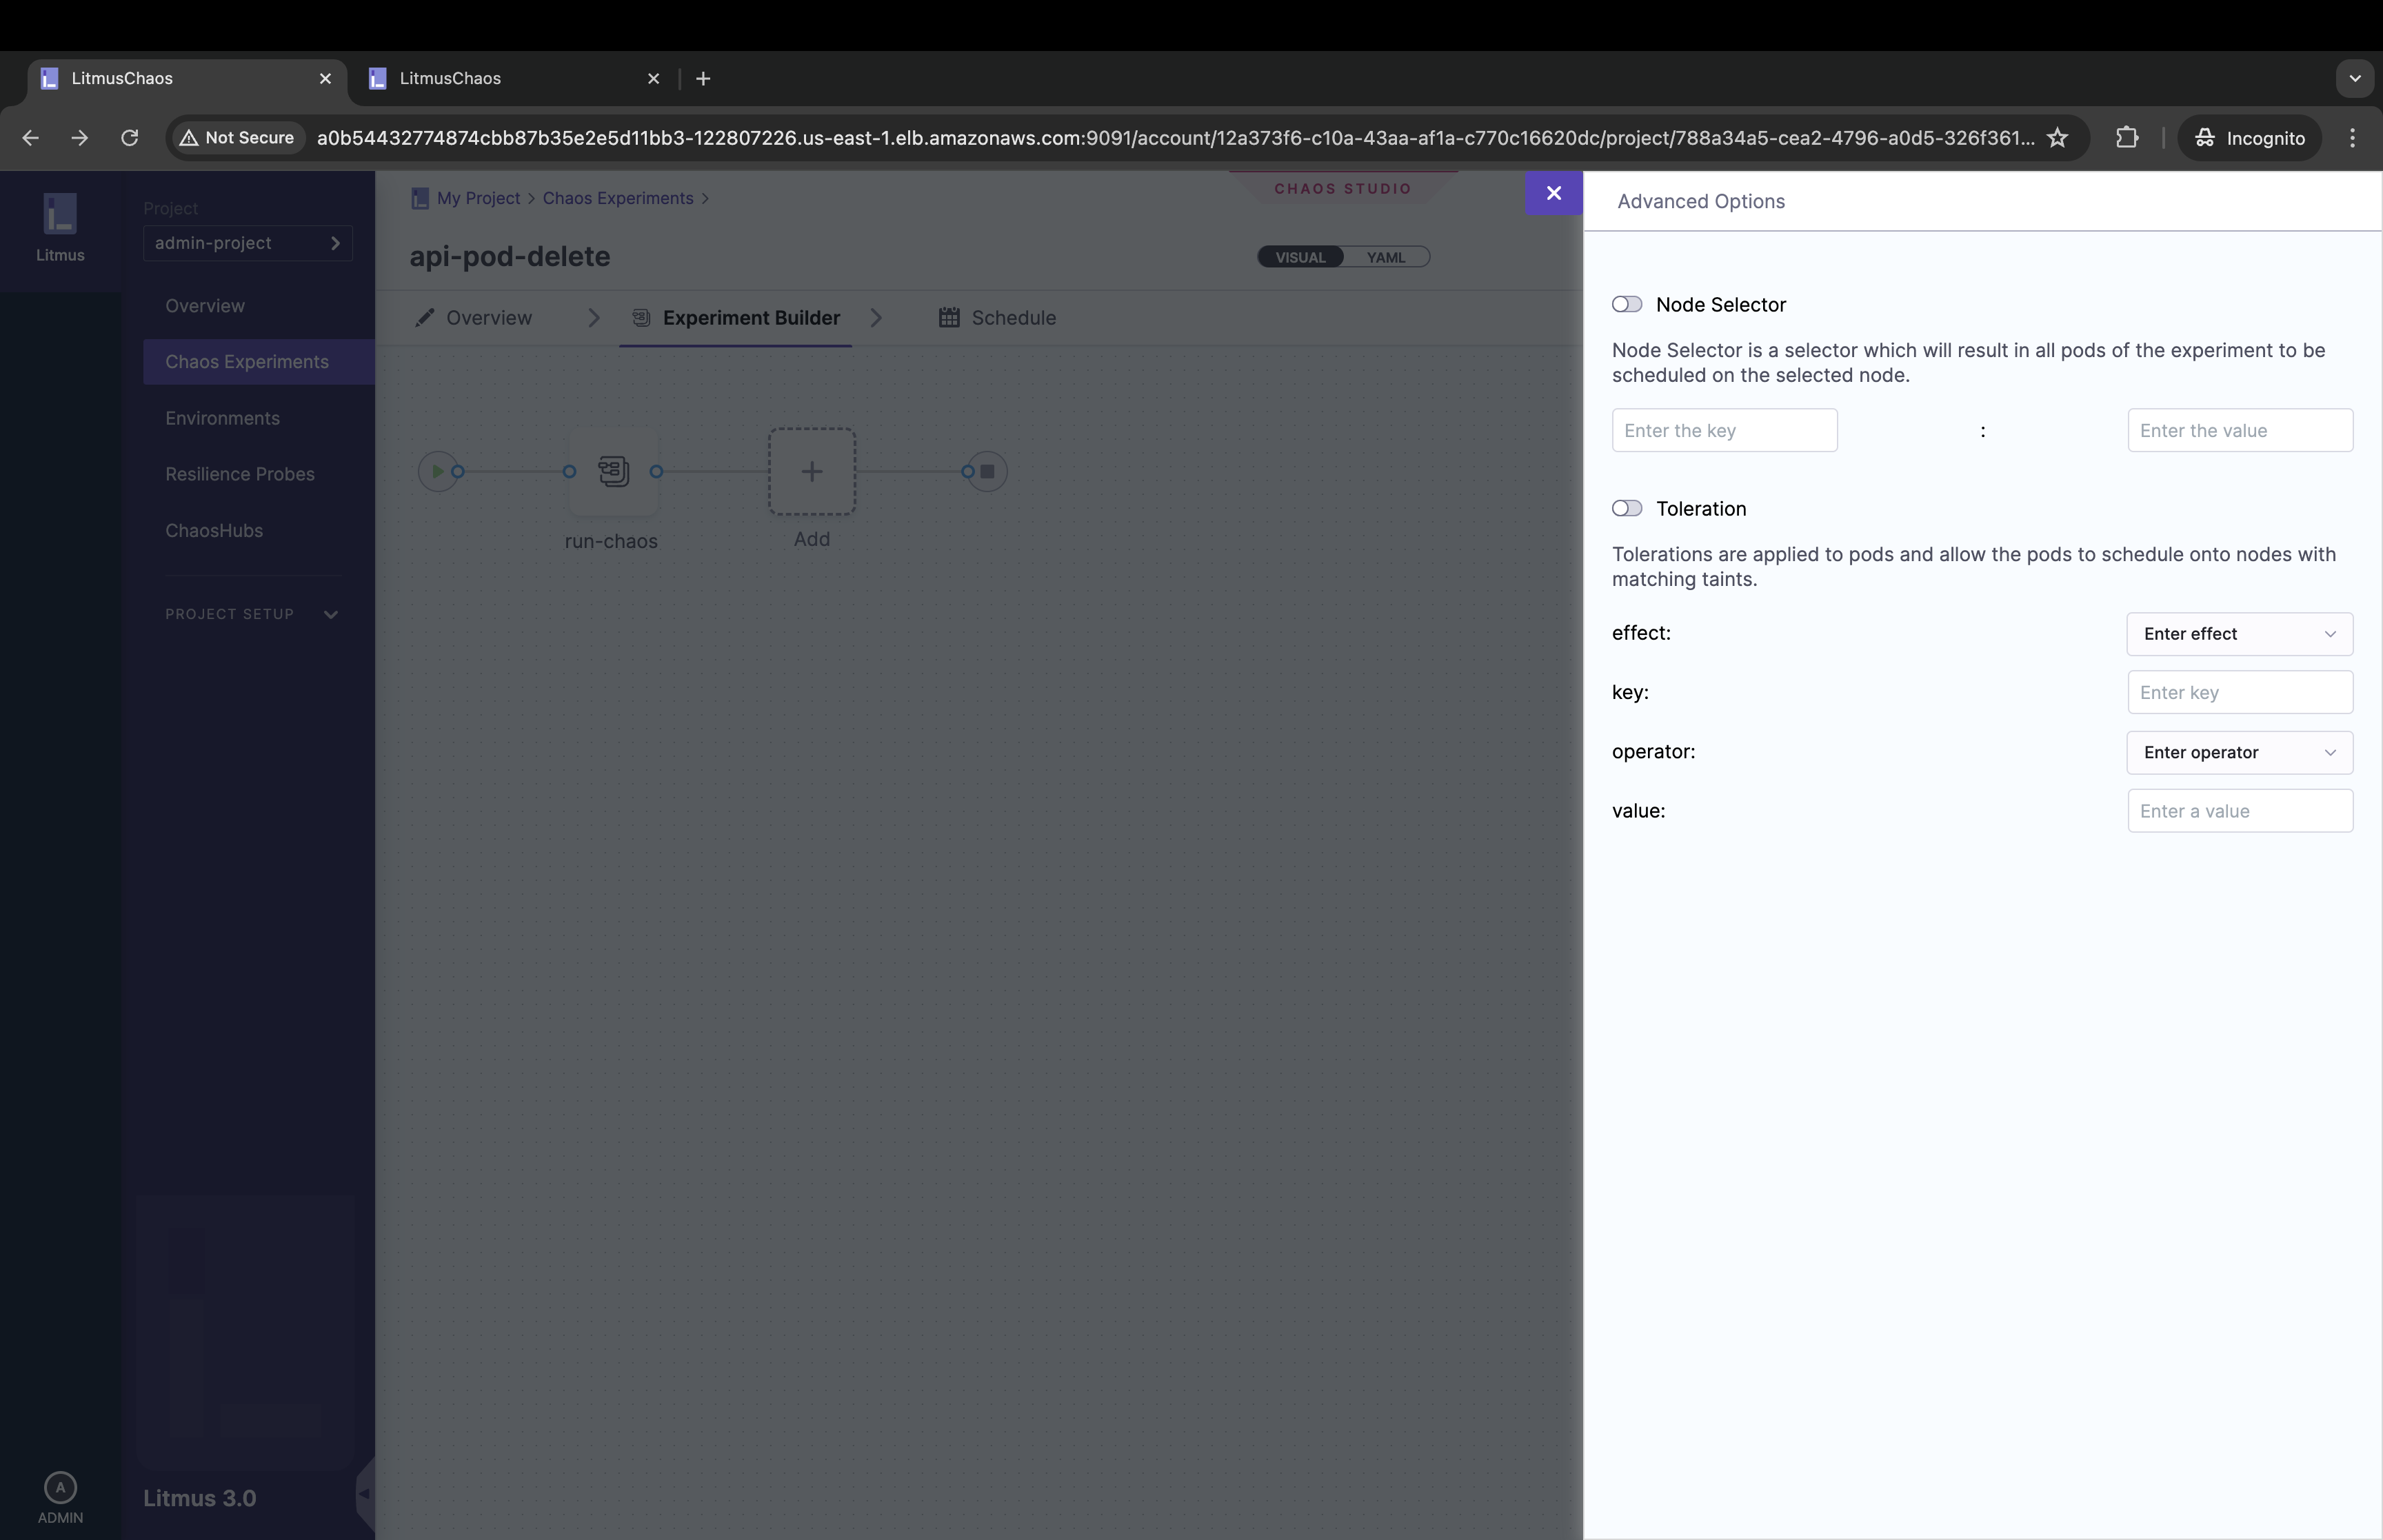 LitmusChaos
LitmusChaos
Not Secure
a0b54432774874cbb87b35e2e5d11bb3-122807226.us-east-1.elb.amazonaws.com:9091/account/12a373f6-c10a-43aa-af1a-c770c16620dc/project/788a34a5-cea2-4796-a0d5-326f361...
Incognito
Litmus
Project
admin-project
Overview
Chaos Experiments
Environments
Resilience Probes
ChaosHubs
PROJECT SETUP
Litmus 3.0
A
ADMIN
My Project > Chaos Experiments >
CHAOS STUDIO
api-pod-delete
VISUAL
YAML
Overview
Experiment Builder
Schedule
run-chaos
Add
Advanced Options
Node Selector
Node Selector is a selector which will result in all pods of the experiment to be
scheduled on the selected node.
Enter the key
:
Enter the value
Toleration
Tolerations are applied to pods and allow the pods to schedule onto nodes with
matching taints.
effect:
Enter effect
key:
Enter key
operator:
Enter operator
value:
Enter a value